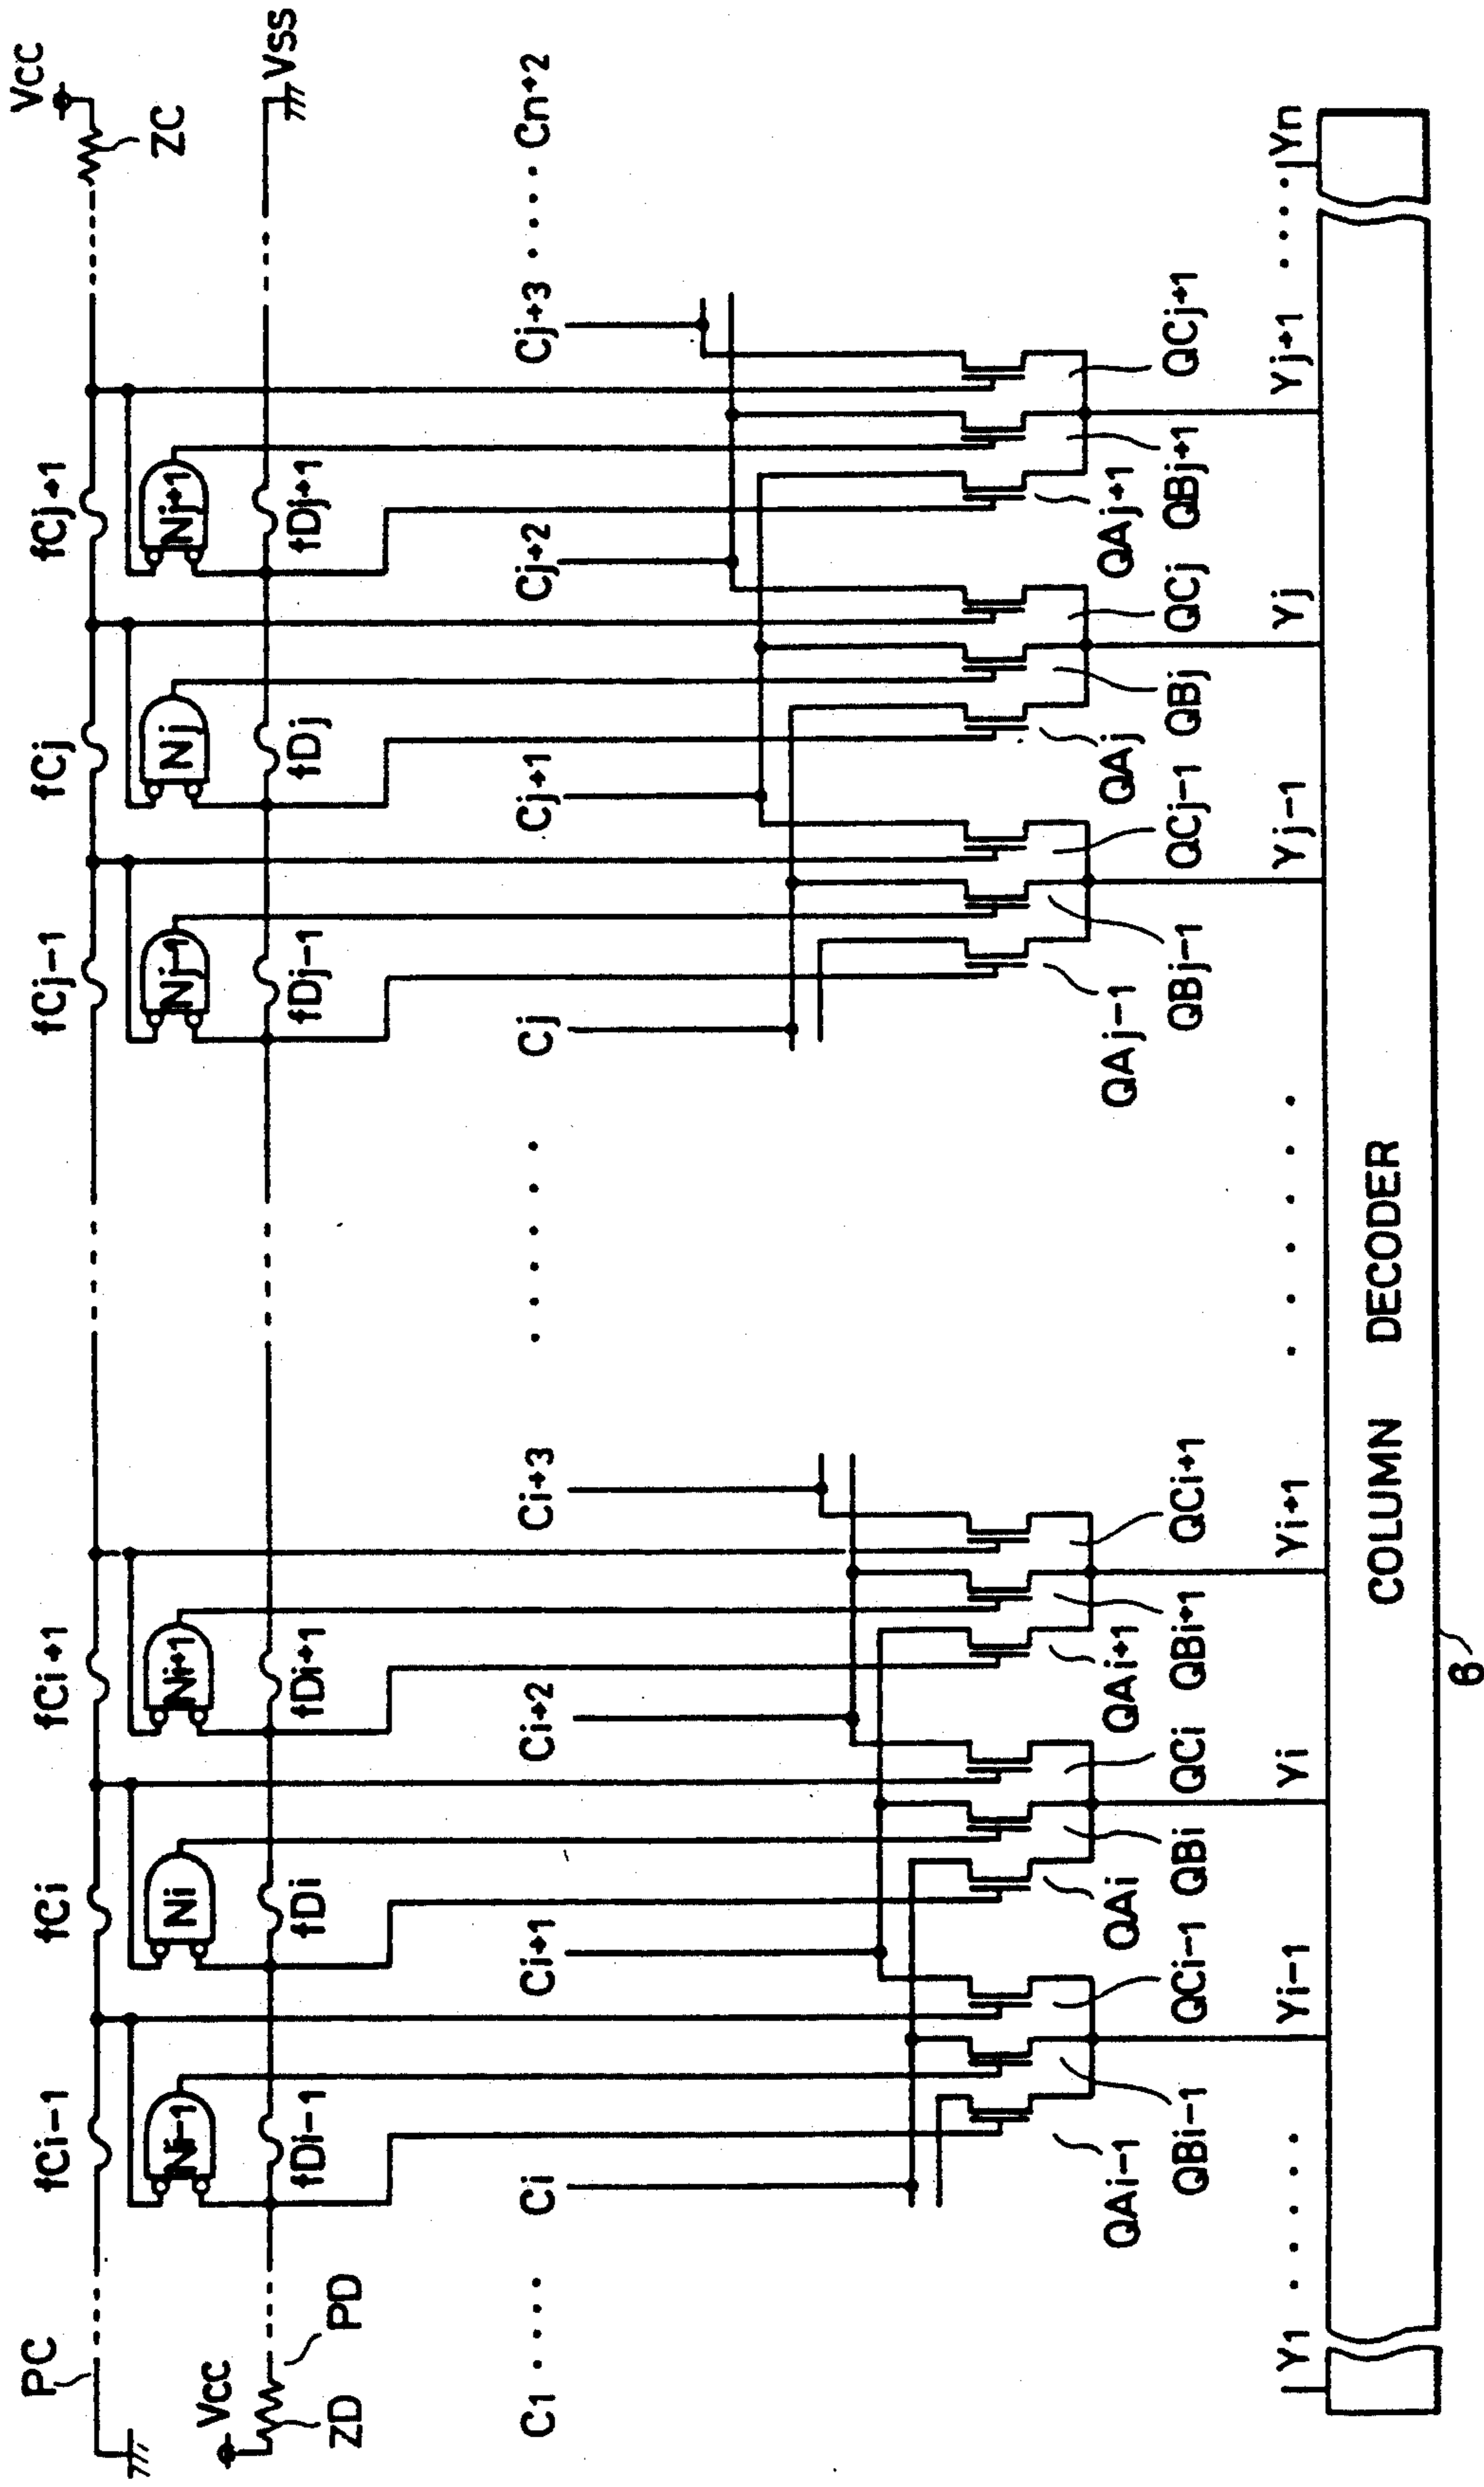 PC fCi-1 fCi fCi+1 fCj-1 fCj fCj+1 VCC
ZC
Ni-1 Ni Ni+1 Nj-1 Nj Nj+1
VCC VSS
ZD PD fDi-1 fDi fDi+1 fDj-1 fDj fDj+1
C1 Ci Ci+1 Ci+2 Ci+3 Cj Cj+1 Cj+2 Cj+3 Cn+2
QAi-1 QAi QAi+1 QAj-1 QAj QAj+1
QBi-1 QCi-1 QBi QCi QBi+1 QCi+1 QBj-1 QCj-1 QBj QCj QBj+1 QCj+1
Y1 Yi-1 Yi Yi+1 Yj-1 Yj Yj+1 Yn
COLUMN DECODER
6